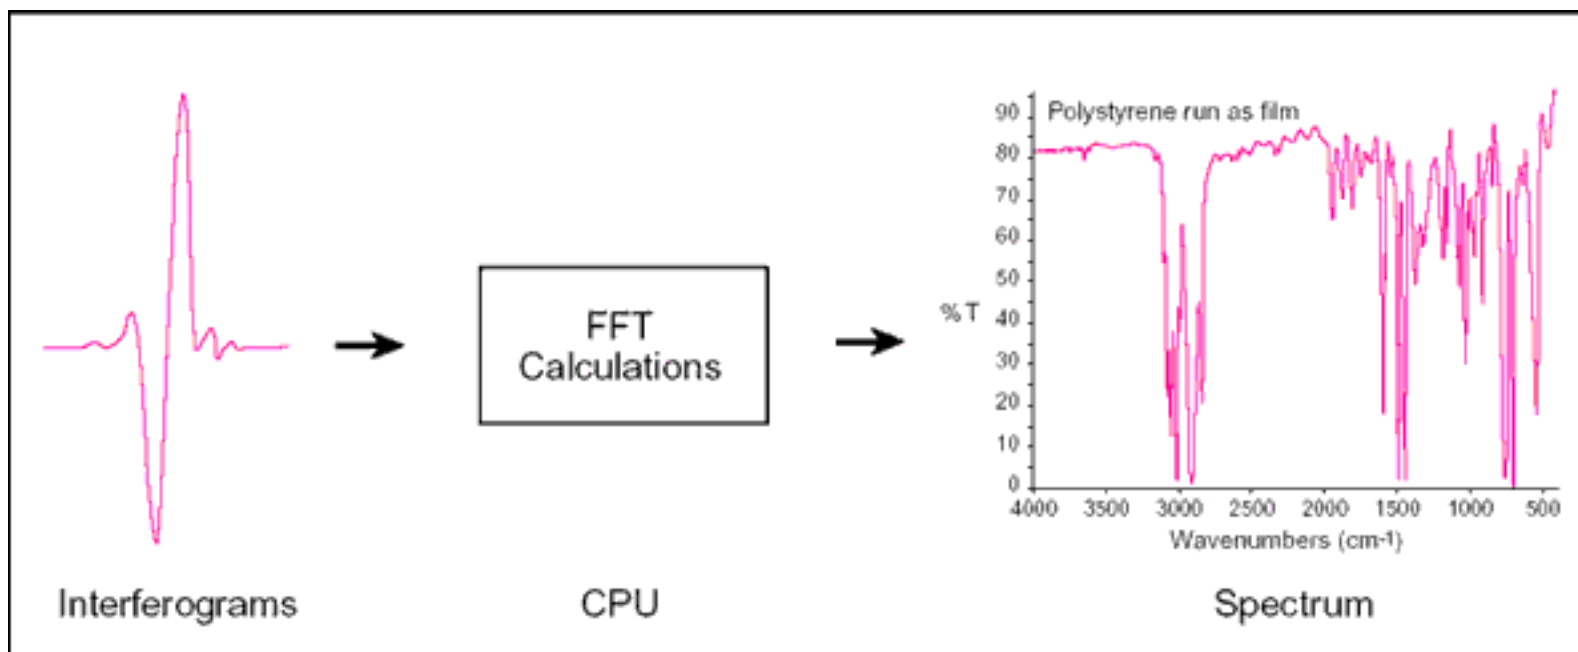 Interferograms
FFT
Calculations
CPU
Polystyrene run as film
%T
90
80
70
60
50
40
30
20
10
0
4000 3500 3000 2500 2000 1500 1000 500
Wavenumbers (cm-1)
Spectrum